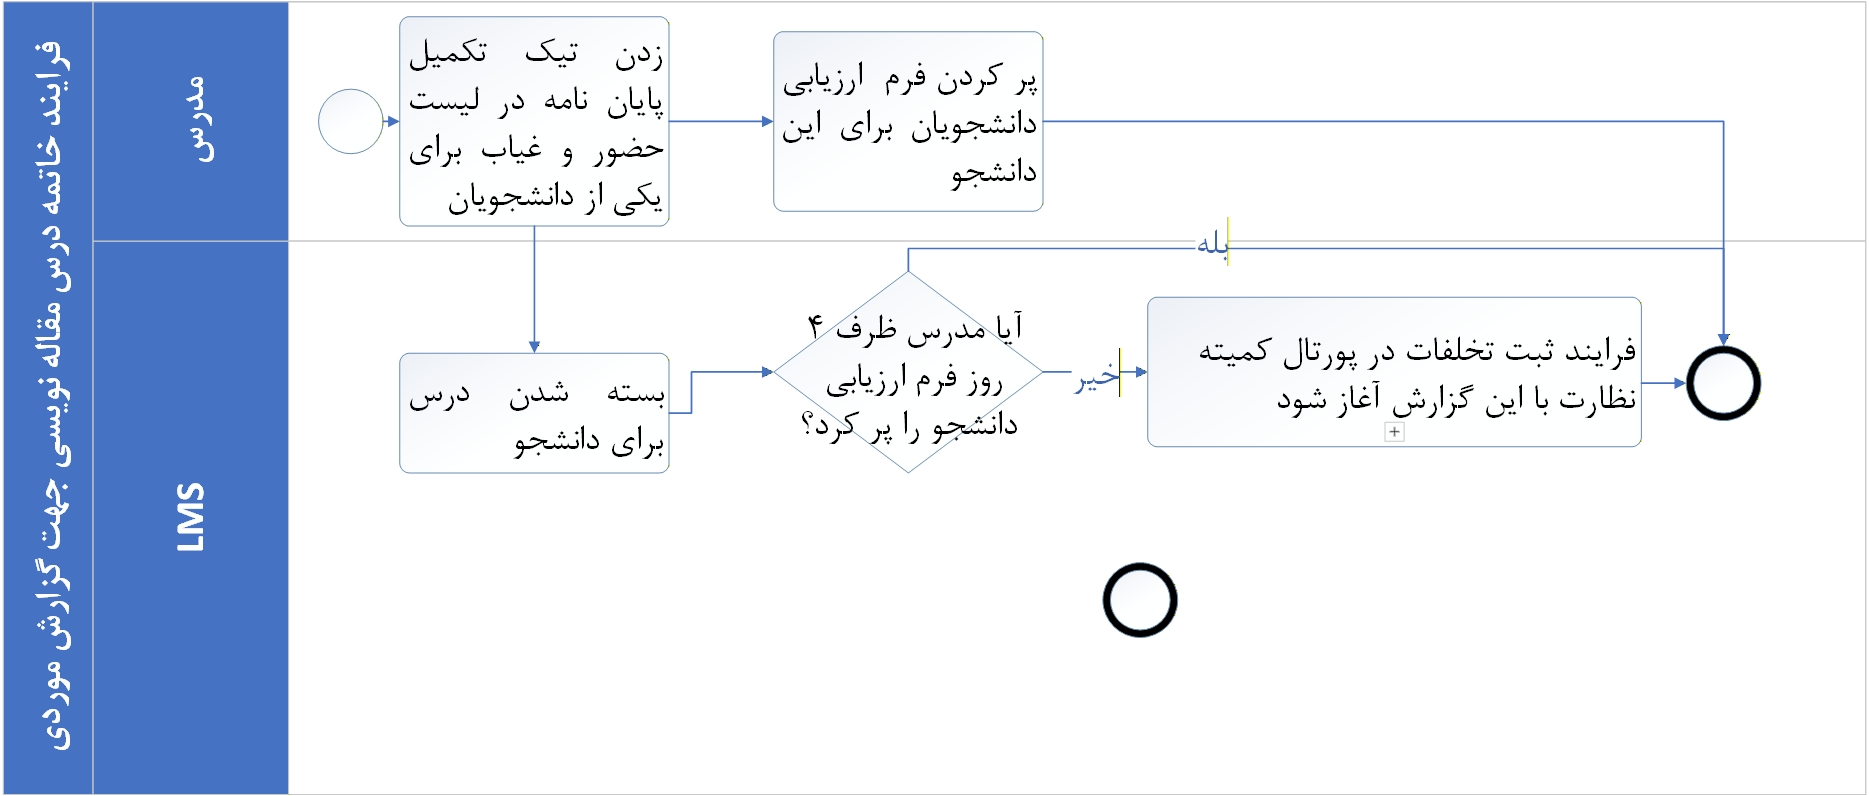 فرایند خاتمه درس مقاله نویسی جهت گزارش موردی
مدرس
زدن تیک تکمیل
پایان نامه در لیست
حضور و غیاب برای
یکی از دانشجویان
پر کردن فرم ارزیابی
دانشجویان برای این
دانشجو
LMS
بسته شدن درس
برای دانشجو
آیا مدرس ظرف ۴
روز فرم ارزیابی
دانشجو را پر کرد؟
بله
خیر
فرایند ثبت تخلفات در پورتال کمیته
نظارت با این گزارش آغاز شود